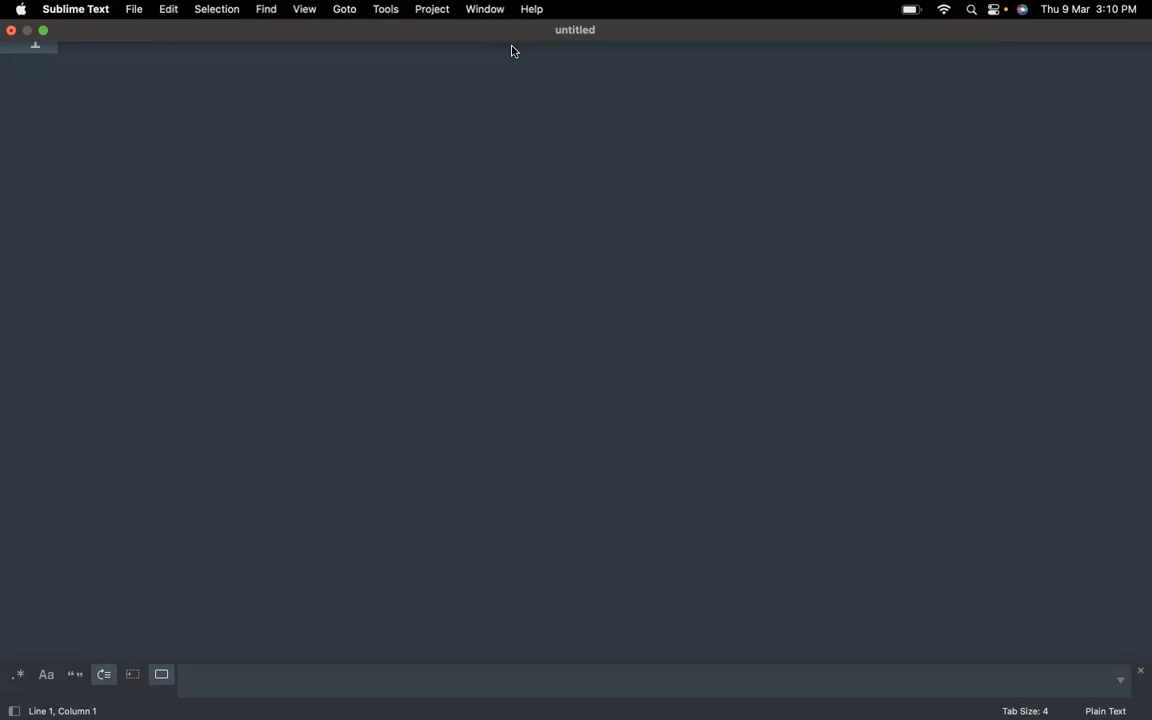 Sublime Text File Edit Selection Find View Goto Tools Project Window Help Thu 9 Mar 3:10 PM
untitled
1
.* Aa “”
Line 1, Column 1 Tab Size: 4 Plain Text